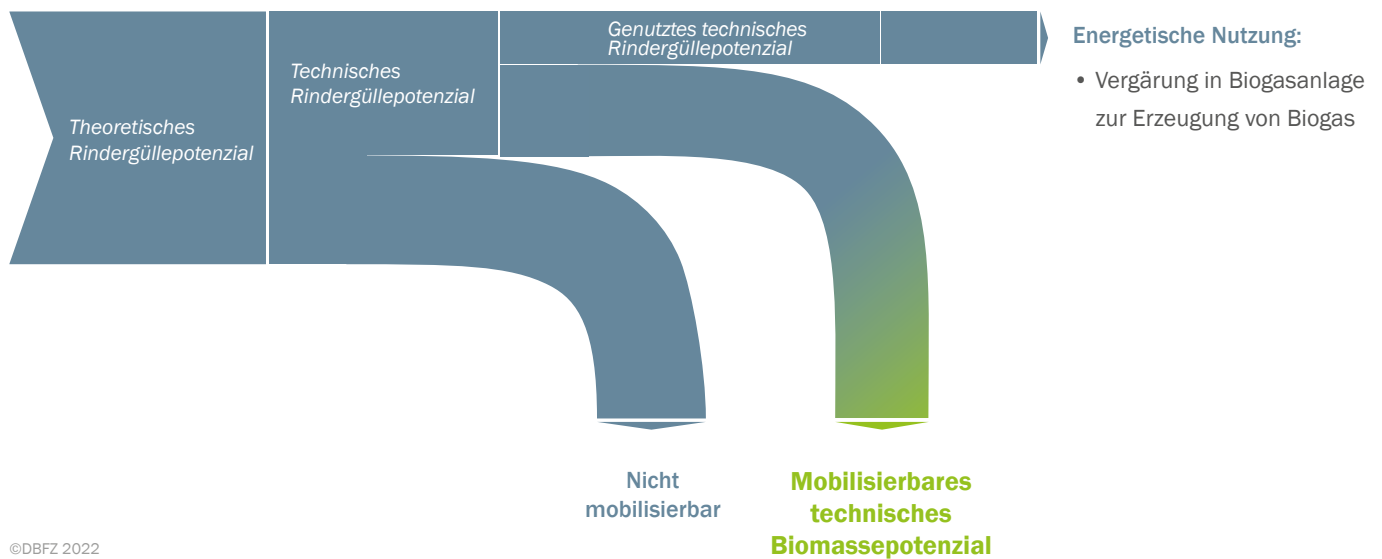 Theoretisches
Rindergüllepotenzial
Technisches
Rindergüllepotenzial
Genutztes technisches
Rindergüllepotenzial
Energetische Nutzung:
• Vergärung in Biogasanlage
zur Erzeugung von Biogas
Nicht
mobilisierbar
Mobilisierbares
technisches
Biomassepotenzial
©DBFZ 2022